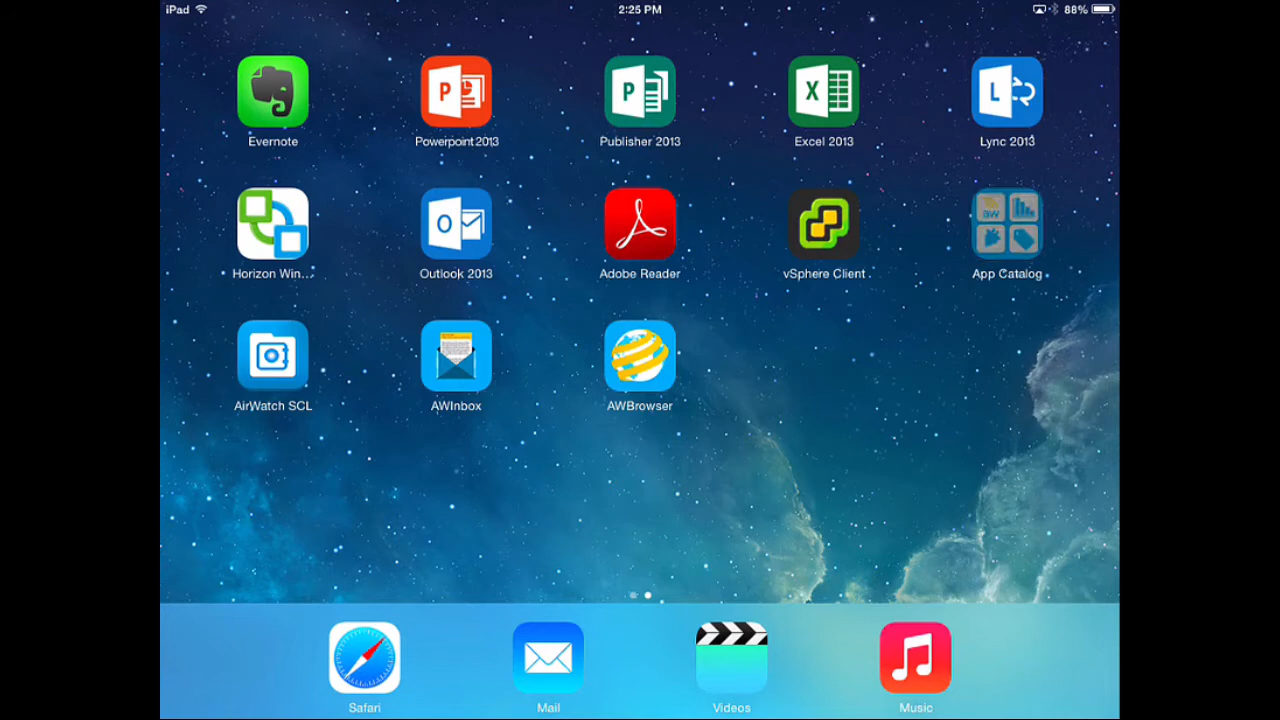 iPad 2:25 PM 88%
Evernote Powerpoint 2013 Publisher 2013 Excel 2013 Lync 2013
Horizon Win... Outlook 2013 Adobe Reader vSphere Client App Catalog
AirWatch SCL AWInbox AWBrowser
Safari Mail Videos Music